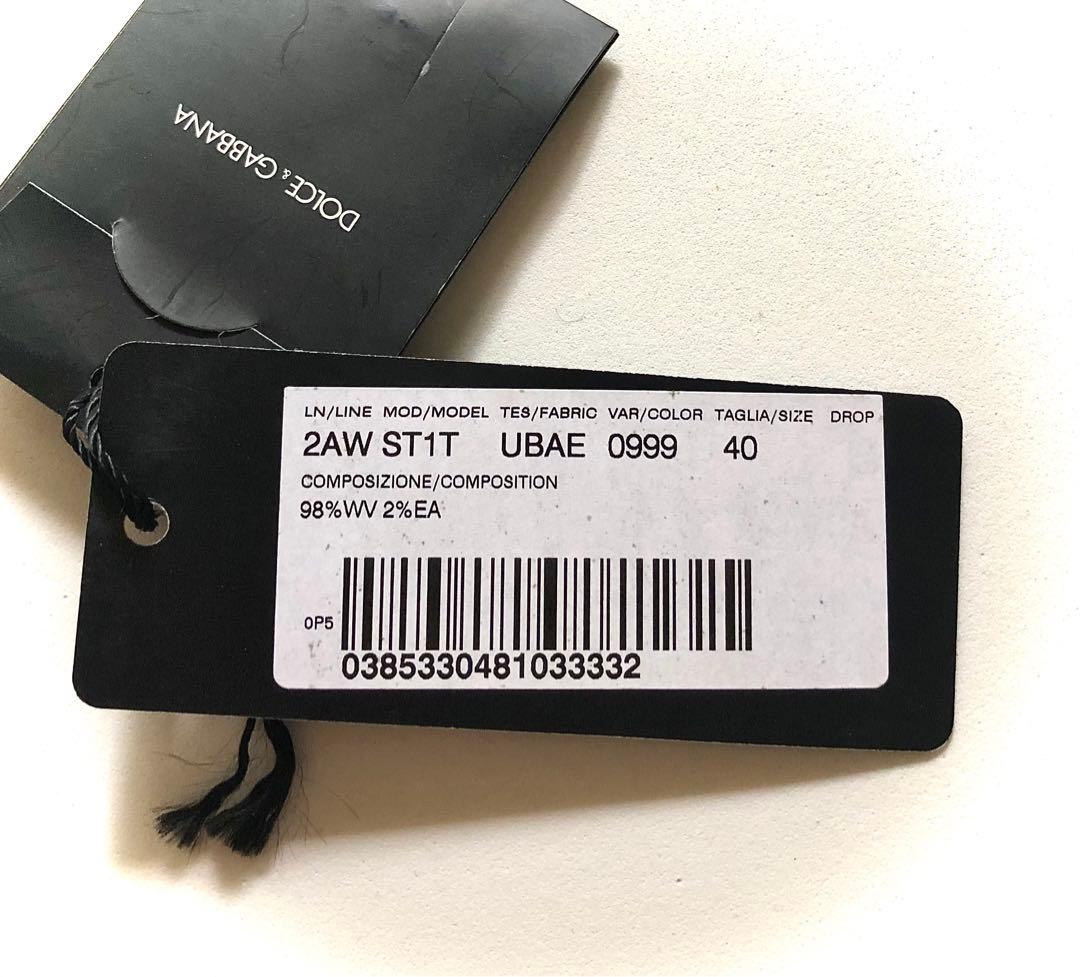 DOLCE & GABBANA
LN/LINE MOD/MODEL TES/FABRIC VAR/COLOR TAGLIA/SIZE DROP
2AW ST1T UBAE 0999 40
COMPOSIZIONE/COMPOSITION
98%WV 2%EA
0P5
0385330481033332